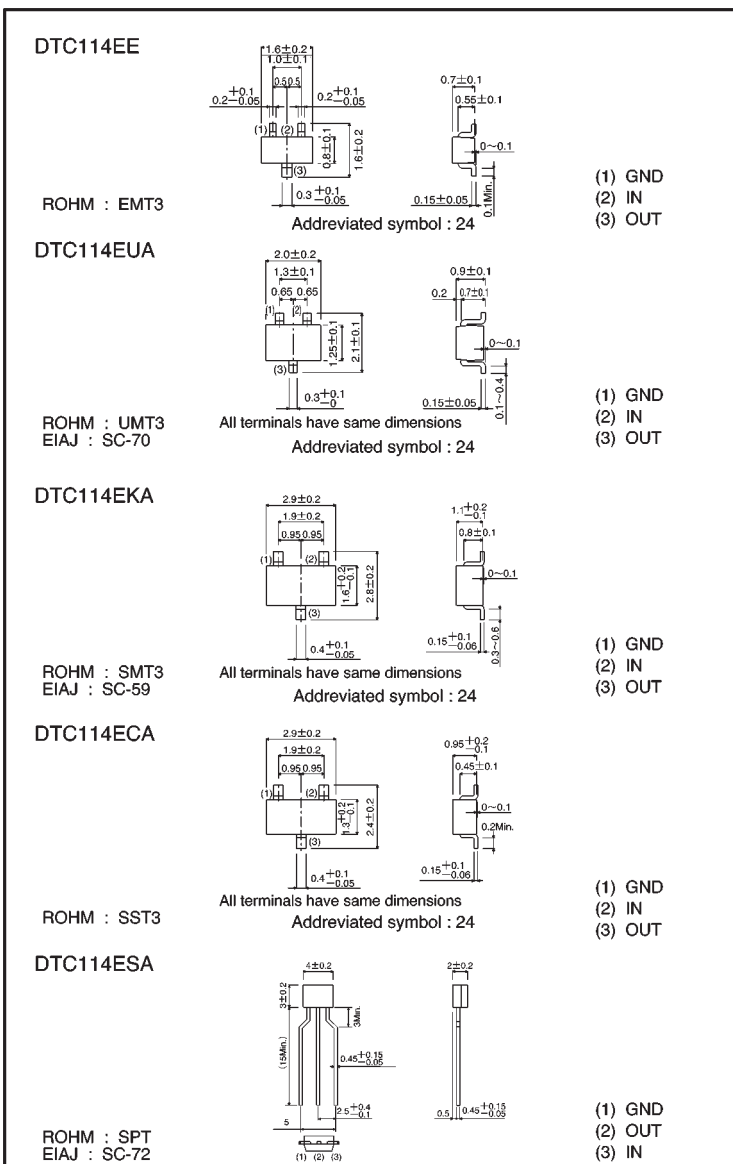 DTC114EE
1.6±0.2
1.0±0.1
0.5 0.5
0.2+0.1−0.05
0.2+0.1−0.05
(1) (2)
(3)
0.8±0.1
1.6±0.2
0.3+0.1−0.05
0.7±0.1
0.55±0.1
0~0.1
0.15±0.05
0.1Min.
ROHM : EMT3
Addreviated symbol : 24
(1) GND
(2) IN
(3) OUT
DTC114EUA
2.0±0.2
1.3±0.1
0.65 0.65
(1) (2)
(3)
1.25±0.1
2.1±0.1
0.3+0.1−0
0.9±0.1
0.2 0.7±0.1
0~0.1
0.15±0.05
0.1~0.4
ROHM : UMT3
EIAJ : SC-70
All terminals have same dimensions
Addreviated symbol : 24
(1) GND
(2) IN
(3) OUT
DTC114EKA
2.9±0.2
1.9±0.2
0.95 0.95
(1) (2)
(3)
1.6+0.2−0.1
2.8±0.2
0.4+0.1−0.05
1.1+0.2−0.1
0.8±0.1
0~0.1
0.15+0.1−0.06
0.3~0.6
ROHM : SMT3
EIAJ : SC-59
All terminals have same dimensions
Addreviated symbol : 24
(1) GND
(2) IN
(3) OUT
DTC114ECA
2.9±0.2
1.9±0.2
0.95 0.95
(1) (2)
(3)
1.3+0.2−0.1
2.4±0.2
0.4+0.1−0.05
0.95+0.2−0.1
0.45±0.1
0~0.1
0.2Min.
0.15+0.1−0.06
ROHM : SST3
All terminals have same dimensions
Addreviated symbol : 24
(1) GND
(2) IN
(3) OUT
DTC114ESA
4±0.2
3±0.2
(15Min.)
3Min.
0.45+0.15−0.05
2.5+0.4−0.1
5
(1) (2) (3)
2±0.2
0.5
0.45+0.15−0.05
ROHM : SPT
EIAJ : SC-72
(1) GND
(2) OUT
(3) IN